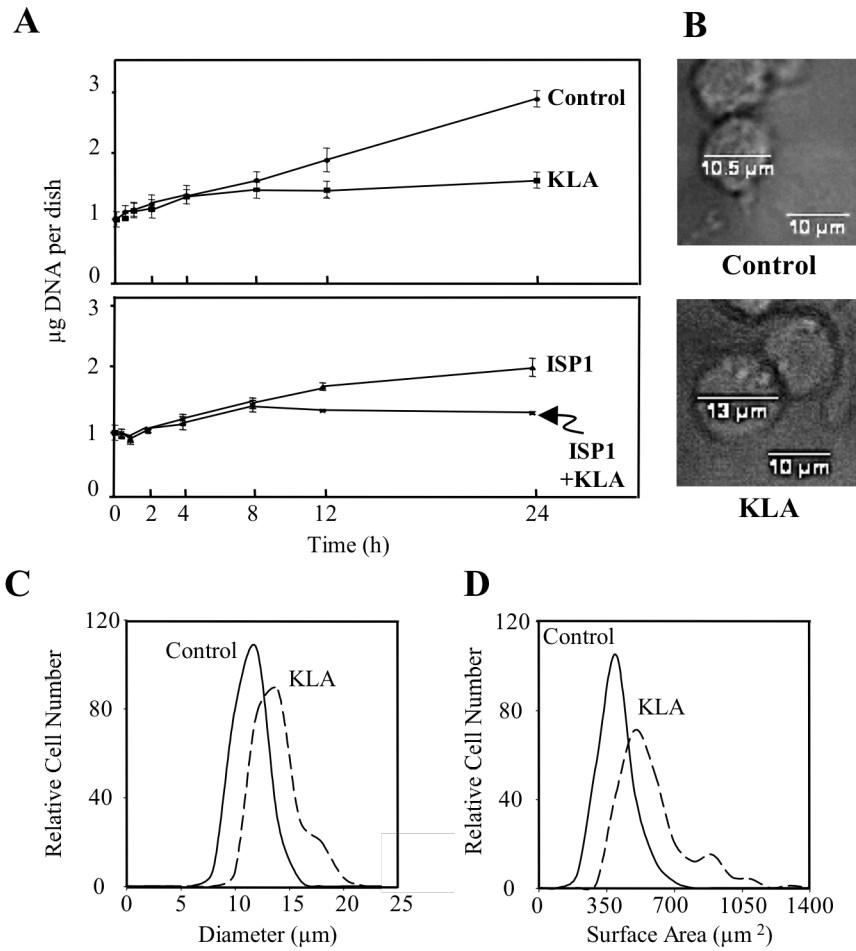 A
µg DNA per dish
3
2
1
0
Control
KLA
3
2
1
0
ISP1
ISP1
+KLA
0 2 4 8 12 24
Time (h)
B
10.5 µm
10 µm
Control
13 µm
10 µm
KLA
C
Relative Cell Number
120
80
40
0
Control
KLA
0 5 10 15 20 25
Diameter (µm)
D
Relative Cell Number
120
80
40
0
Control
KLA
0 350 700 1050 1400
Surface Area (µm ²)